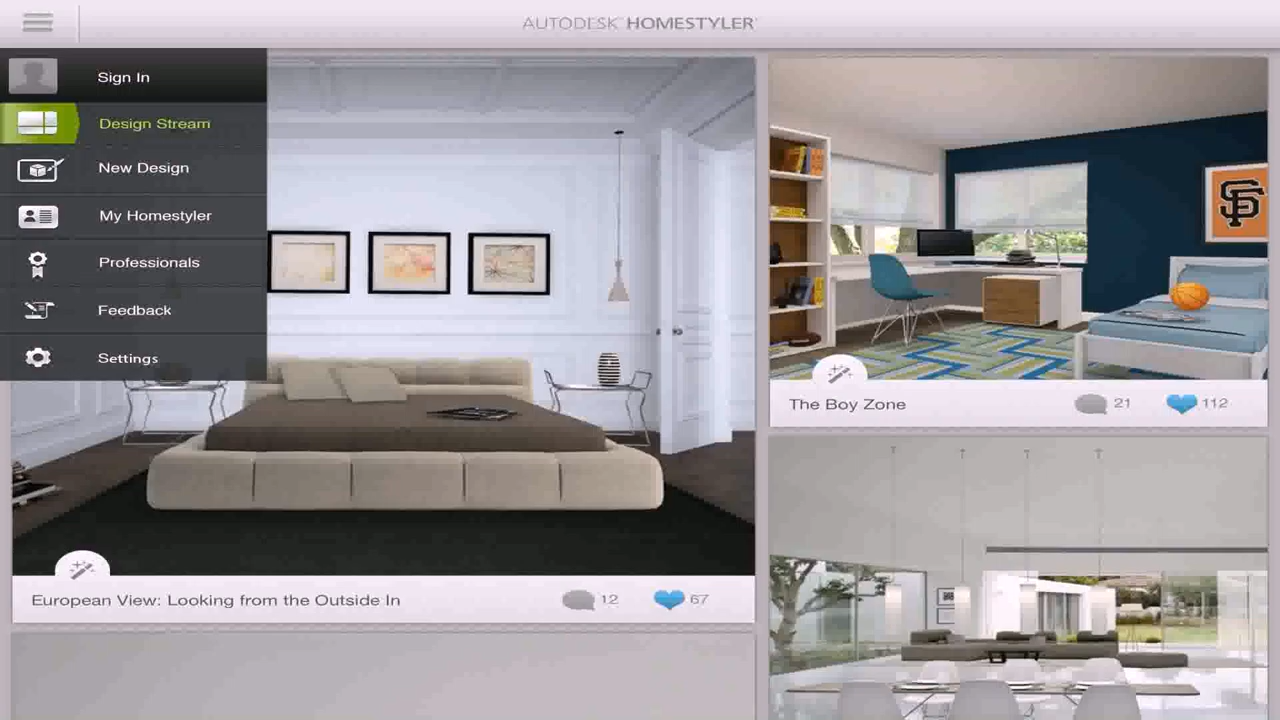 AUTODESK HOMESTYLER
Sign In
Design Stream
New Design
My Homestyler
Professionals
Feedback
Settings
SF
The Boy Zone
21
112
European View: Looking from the Outside In
12
67